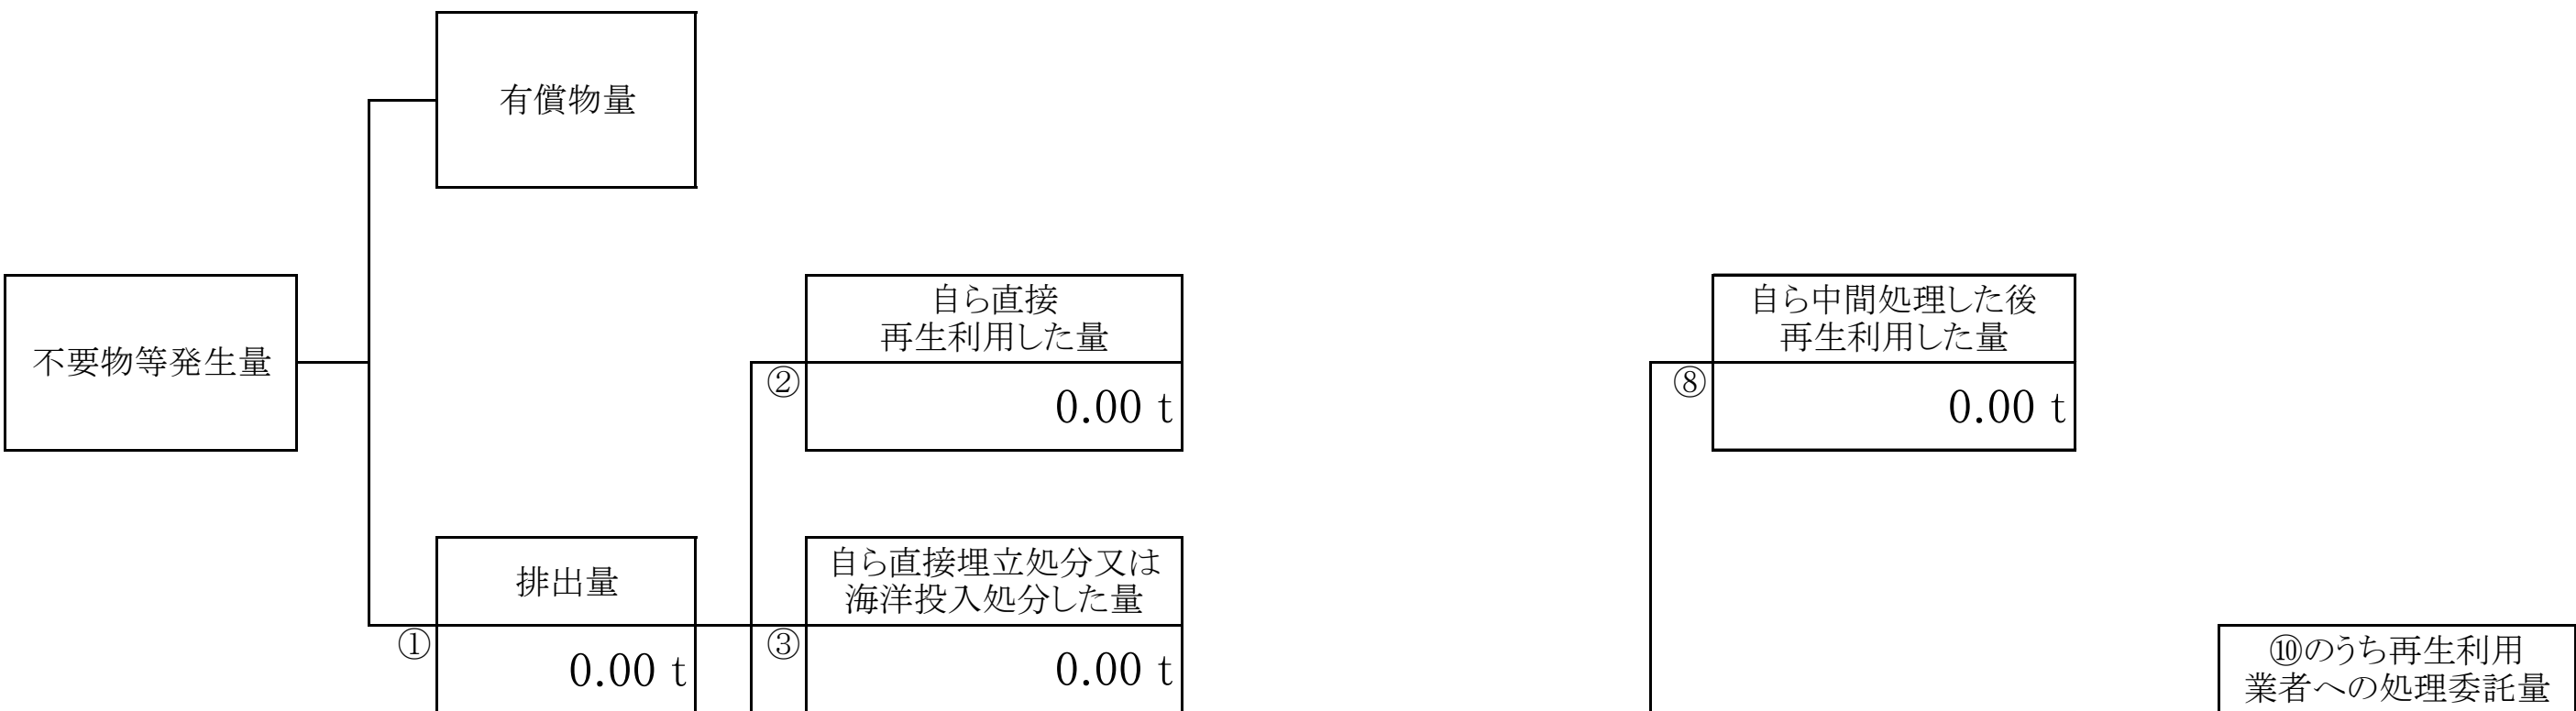 有償物量
不要物等発生量
自ら直接
再生利用した量
②
0.00 t
自ら中間処理した後
再生利用した量
⑧
0.00 t
排出量
①
0.00 t
自ら直接埋立処分又は
海洋投入処分した量
③
0.00 t
⑩のうち再生利用
業者への処理委託量